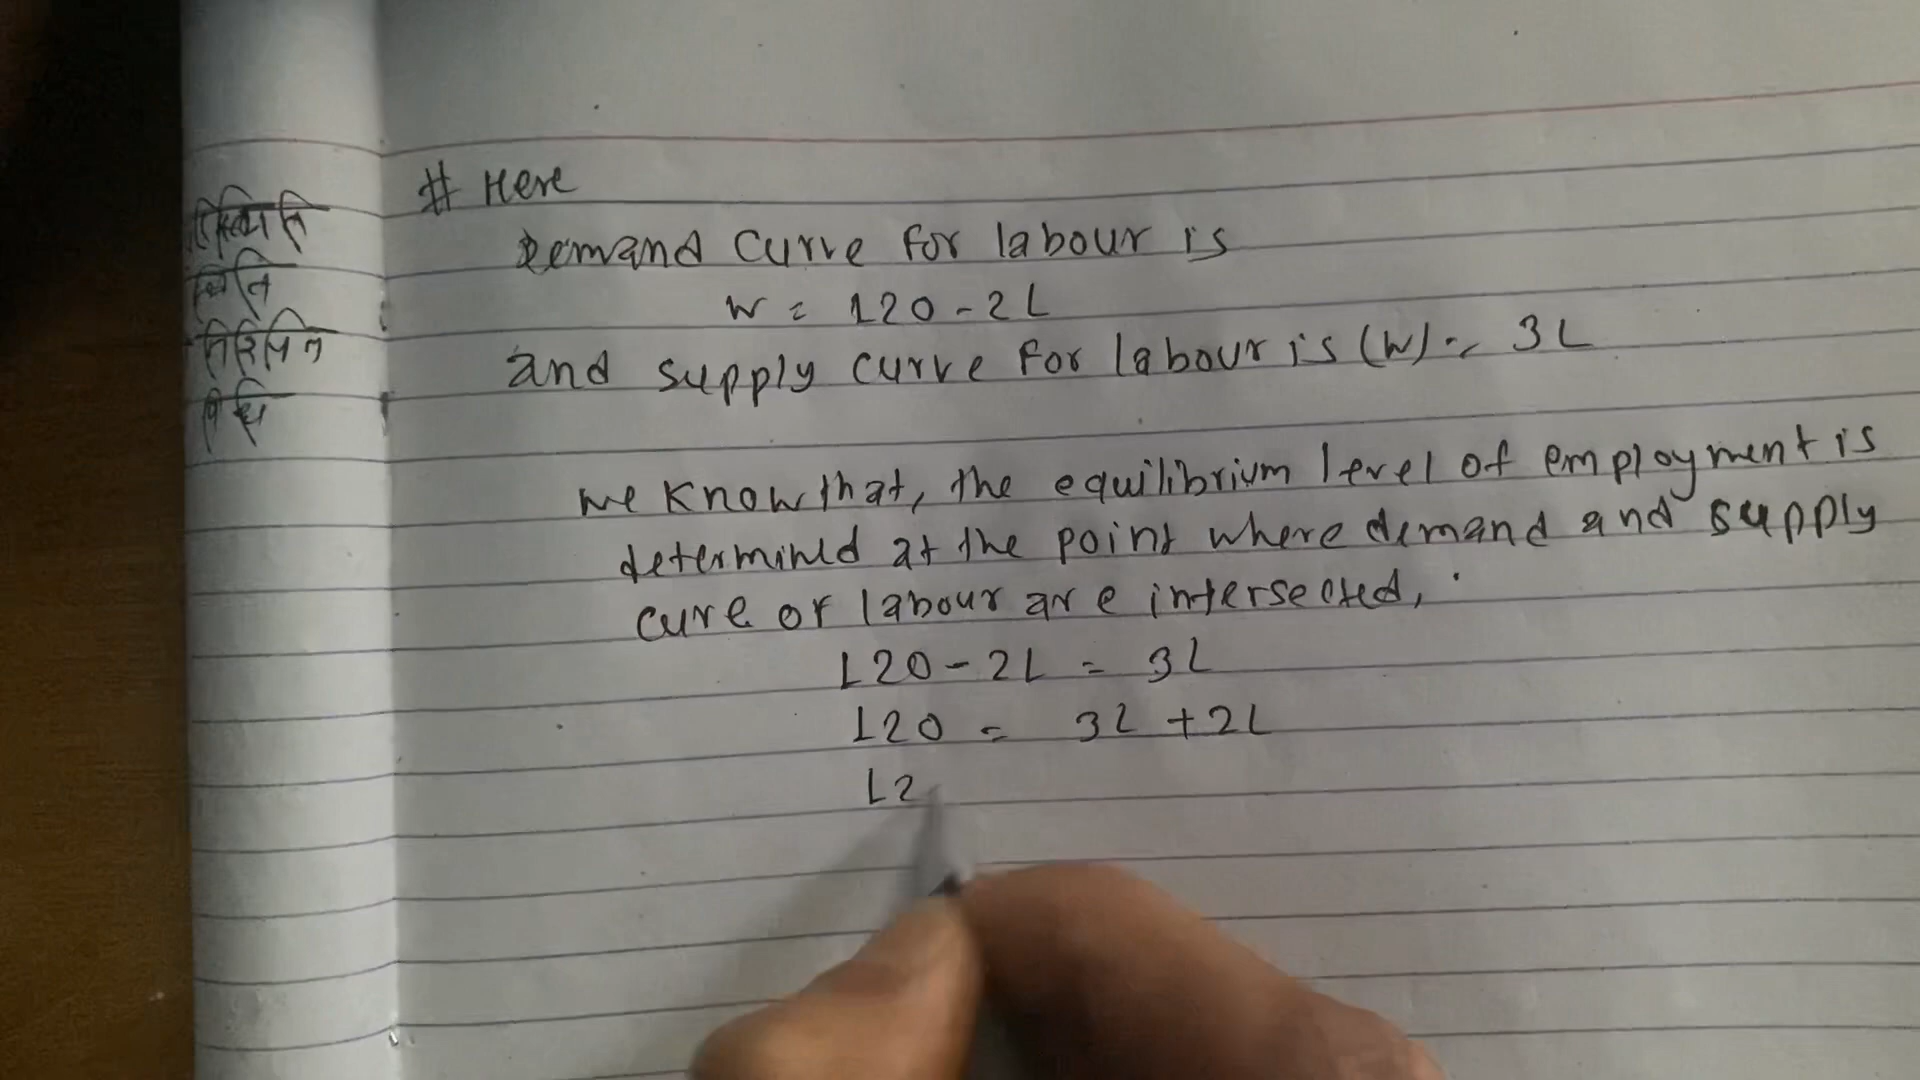 # Here
Demand curve for labour is
W = 120 - 2L
and supply curve for labour is (W) = 3L
we know that, the equilibrium level of employment is
determined at the point where demand and supply
curve of labour are intersected,
120 - 2L = 3L
120 = 3L + 2L
12